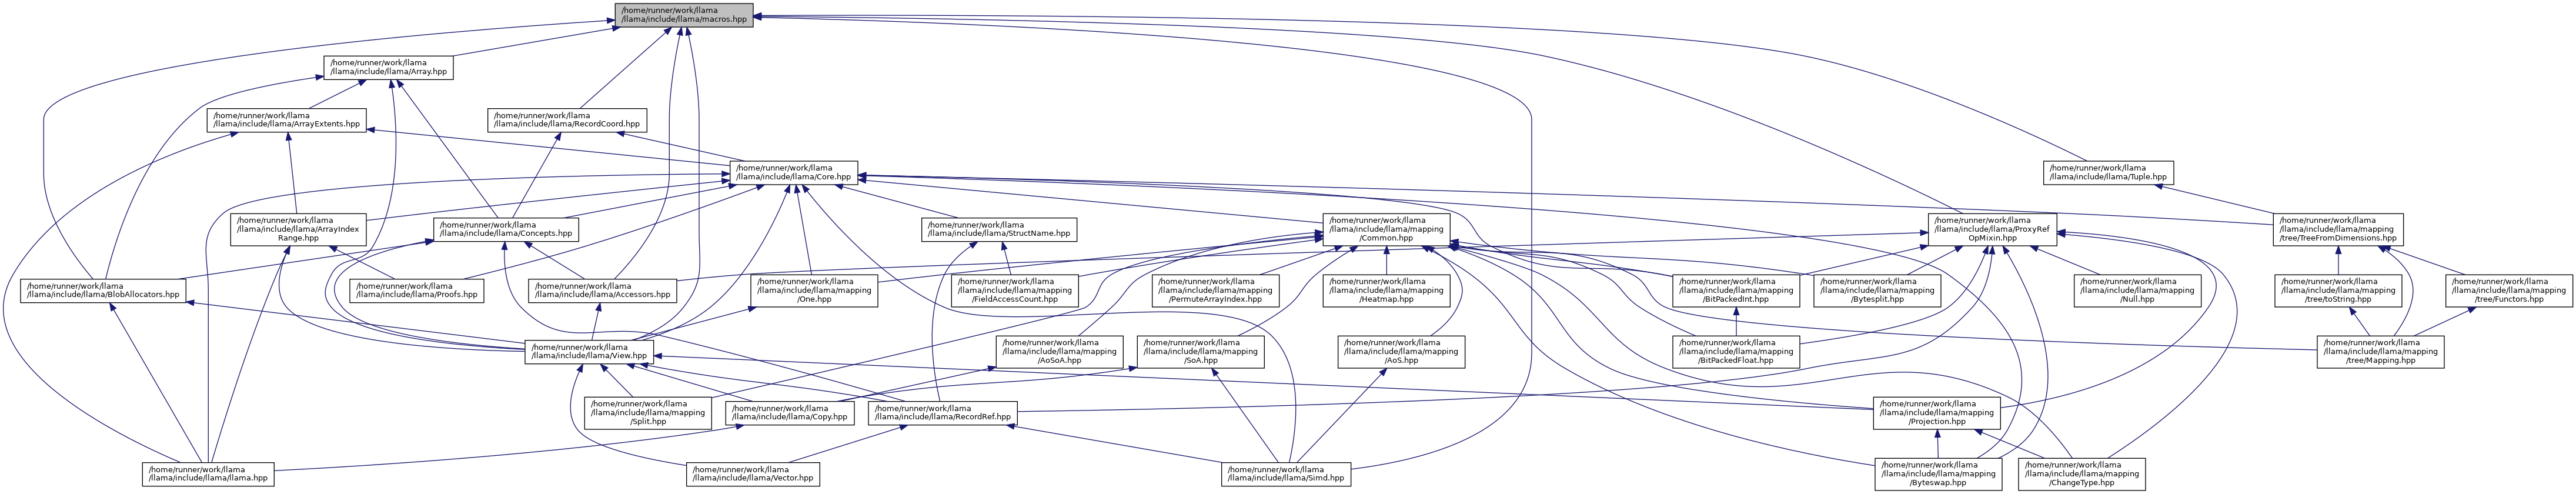 /home/runner/work/llama
/llama/include/llama/macros.hpp
/home/runner/work/llama
/llama/include/llama/Array.hpp
/home/runner/work/llama
/llama/include/llama/ArrayExtents.hpp
/home/runner/work/llama
/llama/include/llama/RecordCoord.hpp
/home/runner/work/llama
/llama/include/llama/Core.hpp
/home/runner/work/llama
/llama/include/llama/Tuple.hpp
/home/runner/work/llama
/llama/include/llama/ArrayIndex
Range.hpp
/home/runner/work/llama
/llama/include/llama/Concepts.hpp
/home/runner/work/llama
/llama/include/llama/StructName.hpp
/home/runner/work/llama
/llama/include/llama/mapping
/Common.hpp
/home/runner/work/llama
/llama/include/llama/ProxyRef
OpMixin.hpp
/home/runner/work/llama
/llama/include/llama/mapping
/tree/TreeFromDimensions.hpp
/home/runner/work/llama
/llama/include/llama/BlobAllocators.hpp
/home/runner/work/llama
/llama/include/llama/Proofs.hpp
/home/runner/work/llama
/llama/include/llama/Accessors.hpp
/home/runner/work/llama
/llama/include/llama/mapping
/One.hpp
/home/runner/work/llama
/llama/include/llama/mapping
/FieldAccessCount.hpp
/home/runner/work/llama
/llama/include/llama/mapping
/PermuteArrayIndex.hpp
/home/runner/work/llama
/llama/include/llama/mapping
/Heatmap.hpp
/home/runner/work/llama
/llama/include/llama/mapping
/BitPackedInt.hpp
/home/runner/work/llama
/llama/include/llama/mapping
/Bytesplit.hpp
/home/runner/work/llama
/llama/include/llama/mapping
/Null.hpp
/home/runner/work/llama
/llama/include/llama/mapping
/tree/toString.hpp
/home/runner/work/llama
/llama/include/llama/mapping
/tree/Functors.hpp
/home/runner/work/llama
/llama/include/llama/View.hpp
/home/runner/work/llama
/llama/include/llama/mapping
/AoSoA.hpp
/home/runner/work/llama
/llama/include/llama/mapping
/SoA.hpp
/home/runner/work/llama
/llama/include/llama/mapping
/AoS.hpp
/home/runner/work/llama
/llama/include/llama/mapping
/BitPackedFloat.hpp
/home/runner/work/llama
/llama/include/llama/mapping
/tree/Mapping.hpp
/home/runner/work/llama
/llama/include/llama/mapping
/Split.hpp
/home/runner/work/llama
/llama/include/llama/Copy.hpp
/home/runner/work/llama
/llama/include/llama/RecordRef.hpp
/home/runner/work/llama
/llama/include/llama/mapping
/Projection.hpp
/home/runner/work/llama
/llama/include/llama/llama.hpp
/home/runner/work/llama
/llama/include/llama/Vector.hpp
/home/runner/work/llama
/llama/include/llama/Simd.hpp
/home/runner/work/llama
/llama/include/llama/mapping
/Byteswap.hpp
/home/runner/work/llama
/llama/include/llama/mapping
/ChangeType.hpp